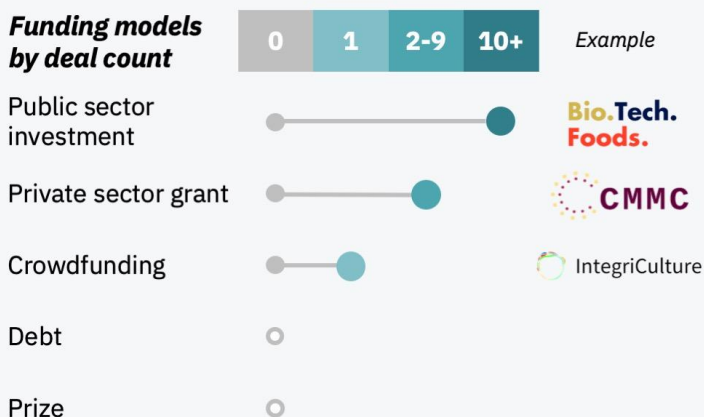 Funding models
by deal count
0 1 2-9 10+ Example
Public sector
investment
Bio.Tech.
Foods.
Private sector grant
CMMC
Crowdfunding
IntegriCulture
Debt
Prize